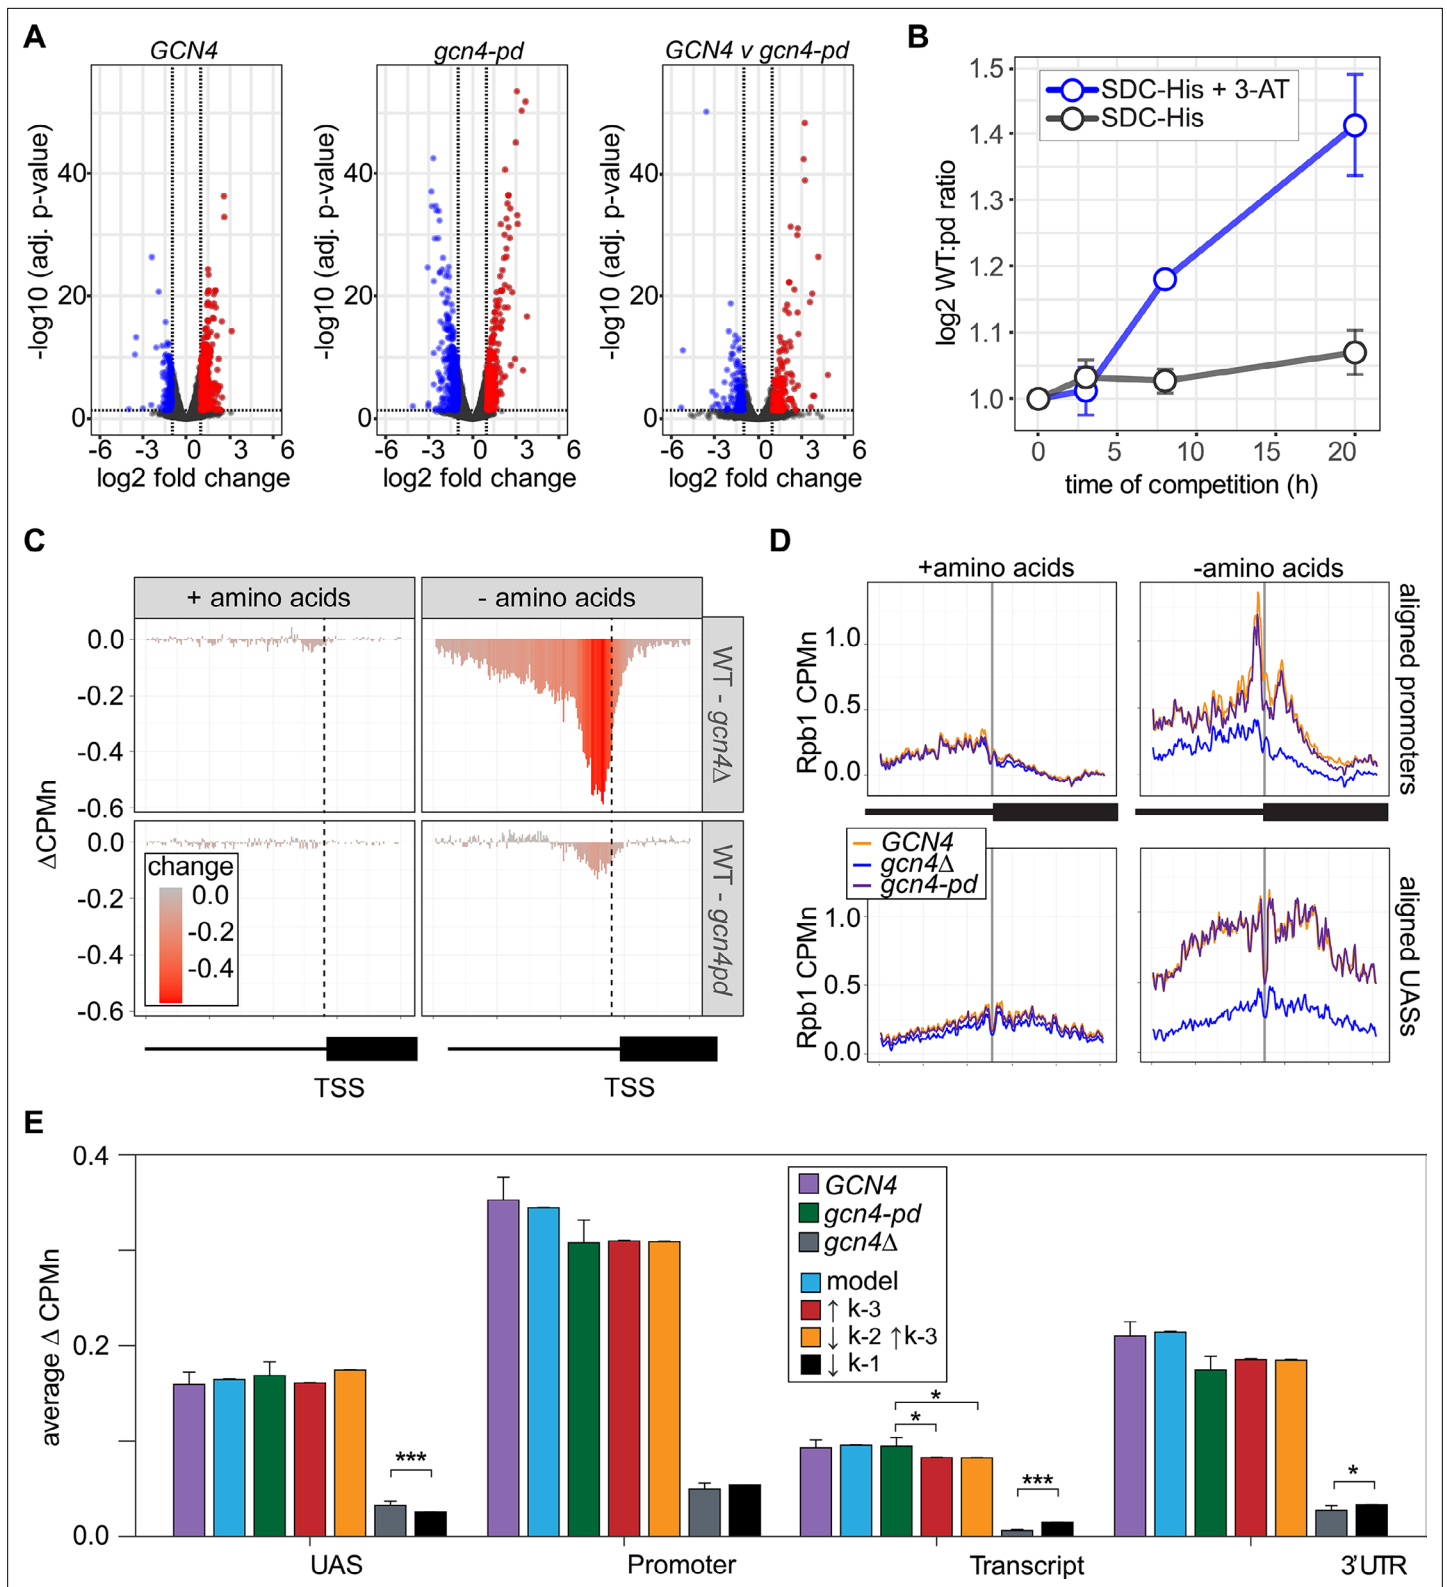 A
GCN4
gcn4-pd
GCN4 v gcn4-pd
-log10 (adj. p-value)
40
20
0
-6 -3 0 3 6
log2 fold change
-log10 (adj. p-value)
40
20
0
-6 -3 0 3 6
log2 fold change
-log10 (adj. p-value)
40
20
0
-6 -3 0 3 6
log2 fold change
B
SDC-His + 3-AT
SDC-His
log2 WT:pd ratio
1.5
1.4
1.3
1.2
1.1
1.0
0 5 10 15 20
time of competition (h)
C
+ amino acids
- amino acids
ΔCPMn
0.0
-0.2
-0.4
-0.6
WT - gcn4Δ
0.0
-0.2
-0.4
-0.6
WT - gcn4pd
change
0.0
-0.2
-0.4
TSS
TSS
D
+amino acids
-amino acids
Rpb1 CPMn
1.0
0.5
0.0
aligned promoters
GCN4
gcn4Δ
gcn4-pd
Rpb1 CPMn
1.0
0.5
0.0
aligned UASs
E
average Δ CPMn
0.4
0.2
0.0
GCN4
gcn4-pd
gcn4Δ
model
↑ k-3
↓ k-2 ↑k-3
↓ k-1
***
*
*
***
*
UAS
Promoter
Transcript
3'UTR